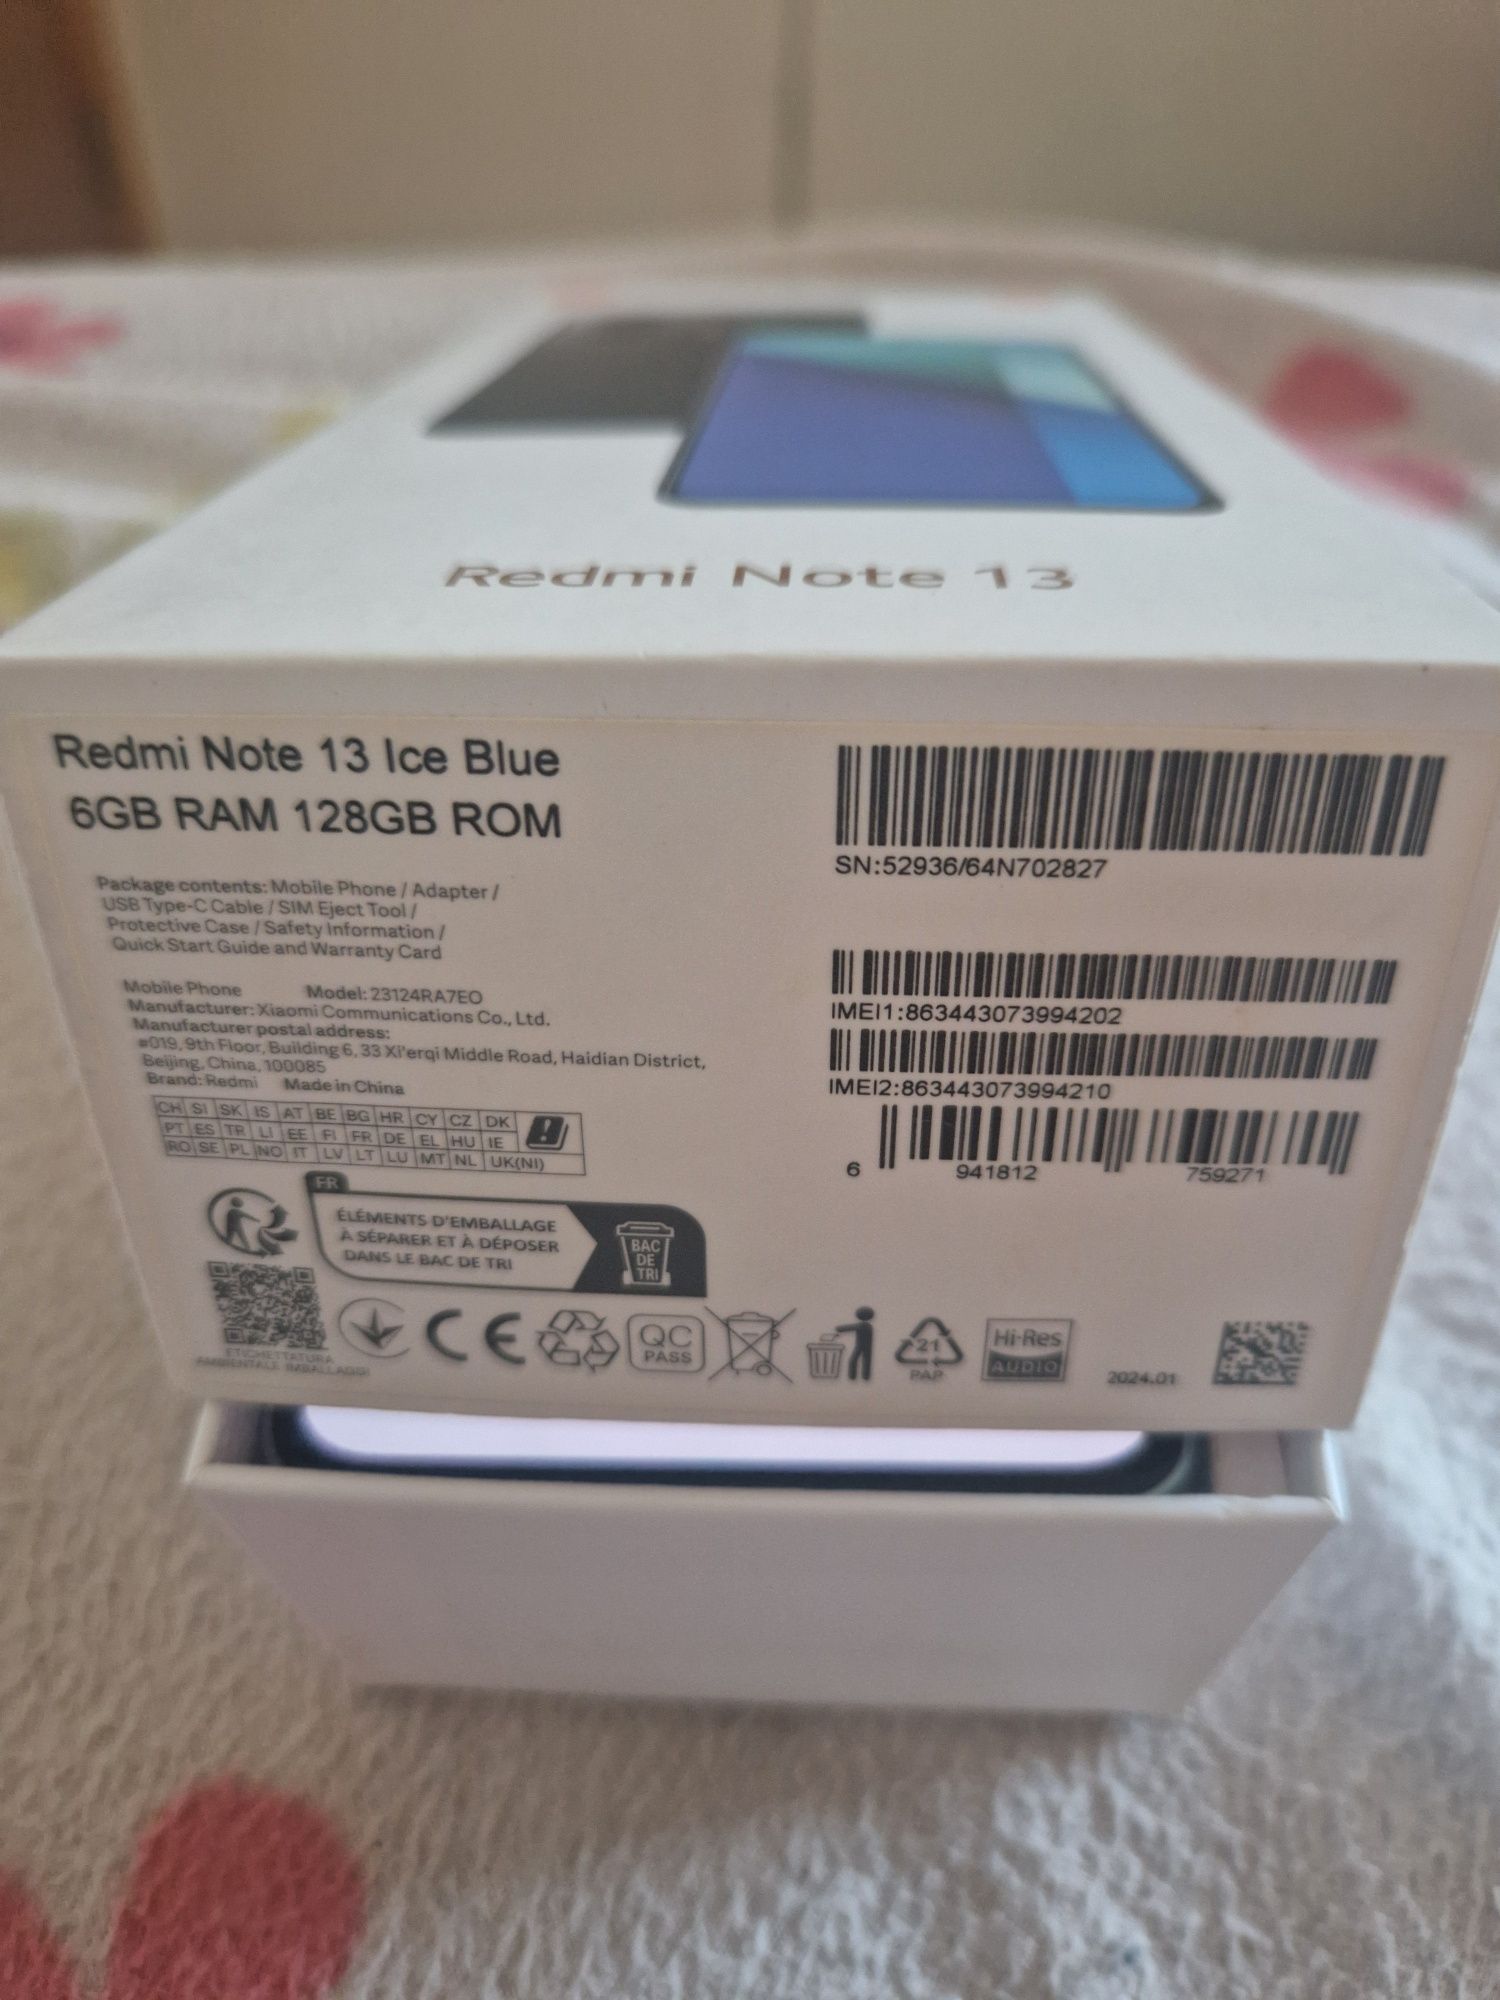 Redmi Note 13
Redmi Note 13 Ice Blue
6GB RAM 128GB ROM
Package contents: Mobile Phone / Adapter /
USB Type-C Cable / SIM Eject Tool /
Protective Case / Safety Information /
Quick Start Guide and Warranty Card
Mobile Phone Model: 23124RA7EO
Manufacturer: Xiaomi Communications Co., Ltd.
Manufacturer postal address:
#019, 9th Floor, Building 6, 33 Xi'erqi Middle Road, Haidian District,
Beijing, China, 100085
Brand: Redmi Made in China
CH SI SK IS AT BE BG HR CY CZ DK
PT ES TR LI EE FI FR DE EL HU IE
RO SE PL NO IT LV LT LU MT NL UK(NI)
FR
ÉLÉMENTS D'EMBALLAGE
À SÉPARER ET À DÉPOSER
DANS LE BAC DE TRI
BAC
DE
TRI
ETICHETTATURA
AMBIENTALE IMBALLAGGI
CE
QC
PASS
21
PAP
Hi-Res
AUDIO
2024.01
SN:52936/64N702827
IMEI1:863443073994202
IMEI2:863443073994210
6 941812 759271